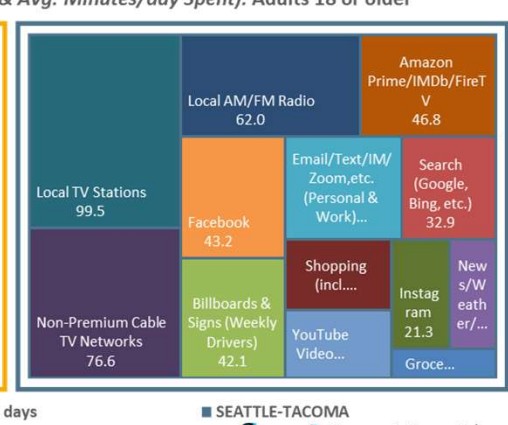 & Avg. Minutes/day Spent): Adults 18 or older
Local TV Stations
99.5
Non-Premium Cable
TV Networks
76.6
Local AM/FM Radio
62.0
Amazon
Prime/IMDb/FireT
V
46.8
Facebook
43.2
Billboards &
Signs (Weekly
Drivers)
42.1
Email/Text/IM/
Zoom,etc.
(Personal &
Work)...
Search
(Google,
Bing, etc.)
32.9
Shopping
(incl....
YouTube
Video...
Instag
ram
21.3
New
s/W
eath
er/...
Groce...
days
SEATTLE-TACOMA